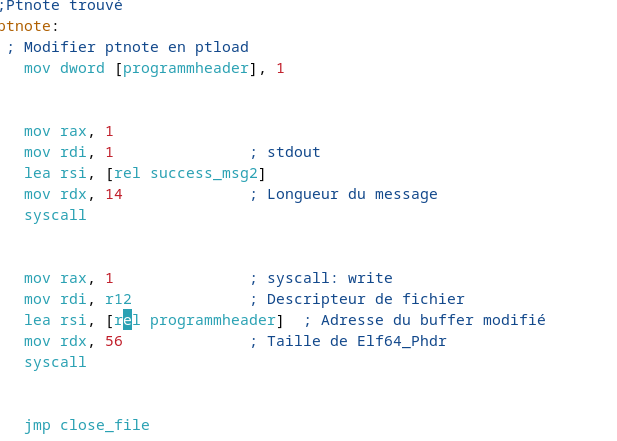 ;Ptnote trouvé
ptnote:
; Modifier ptnote en ptload
mov dword [programmheader], 1
mov rax, 1
mov rdi, 1 ; stdout
lea rsi, [rel success_msg2]
mov rdx, 14 ; Longueur du message
syscall
mov rax, 1 ; syscall: write
mov rdi, r12 ; Descripteur de fichier
lea rsi, [rel programmheader] ; Adresse du buffer modifié
mov rdx, 56 ; Taille de Elf64_Phdr
syscall
jmp close_file